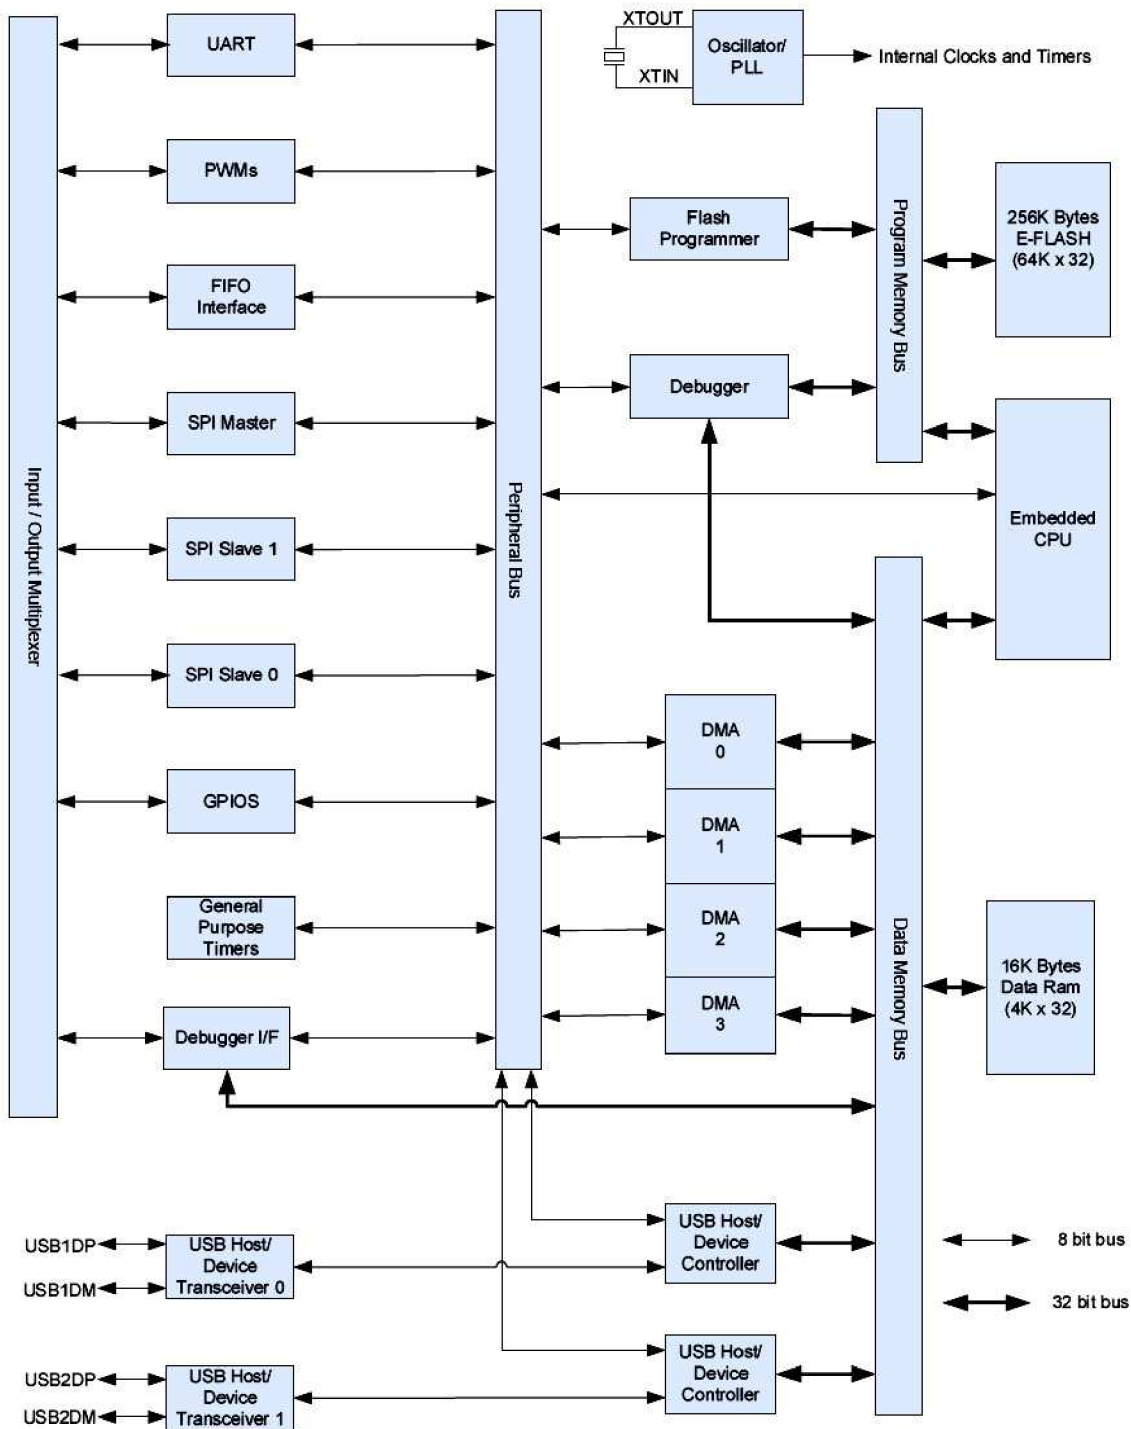 XTOUT
XTIN
Oscillator/
PLL
Internal Clocks and Timers
UART
PWMs
FIFO
Interface
SPI Master
SPI Slave 1
SPI Slave 0
GPIOS
General
Purpose
Timers
Debugger I/F
Input / Output Multiplexer
Peripheral Bus
Flash
Programmer
Debugger
Program Memory Bus
256K Bytes
E-FLASH
(64K x 32)
Embedded
CPU
DMA
0
DMA
1
DMA
2
DMA
3
Data Memory Bus
16K Bytes
Data Ram
(4K x 32)
USB1DP
USB1DM
USB Host/
Device
Transceiver 0
USB Host/
Device
Controller
8 bit bus
32 bit bus
USB2DP
USB2DM
USB Host/
Device
Transceiver 1
USB Host/
Device
Controller